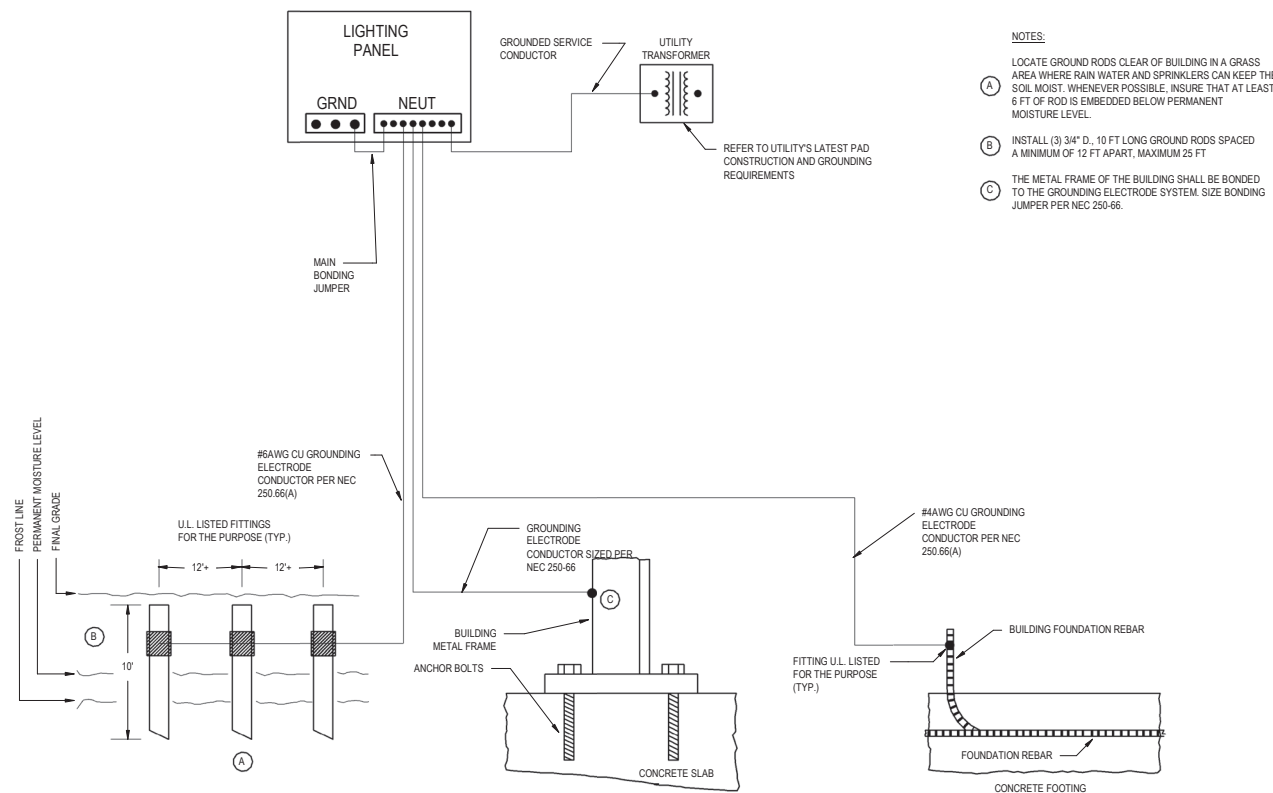 LIGHTING
PANEL
GRND
NEUT
GROUNDED SERVICE
CONDUCTOR
UTILITY
TRANSFORMER
REFER TO UTILITY'S LATEST PAD
CONSTRUCTION AND GROUNDING
REQUIREMENTS
NOTES:
A
LOCATE GROUND RODS CLEAR OF BUILDING IN A GRASS
AREA WHERE RAIN WATER AND SPRINKLERS CAN KEEP THE
SOIL MOIST. WHENEVER POSSIBLE, INSURE THAT AT LEAST
6 FT OF ROD IS EMBEDDED BELOW PERMANENT
MOISTURE LEVEL.
B
INSTALL (3) 3/4" D., 10 FT LONG GROUND RODS SPACED
A MINIMUM OF 12 FT APART, MAXIMUM 25 FT
C
THE METAL FRAME OF THE BUILDING SHALL BE BONDED
TO THE GROUNDING ELECTRODE SYSTEM. SIZE BONDING
JUMPER PER NEC 250-66.
MAIN
BONDING
JUMPER
#6AWG CU GROUNDING
ELECTRODE
CONDUCTOR PER NEC
250.66(A)
FROST LINE
PERMANENT MOISTURE LEVEL
FINAL GRADE
U.L. LISTED FITTINGS
FOR THE PURPOSE (TYP.)
12'+
12'+
B
10'
A
GROUNDING
ELECTRODE
CONDUCTOR SIZED PER
NEC 250-66
C
BUILDING
METAL FRAME
ANCHOR BOLTS
CONCRETE SLAB
#4AWG CU GROUNDING
ELECTRODE
CONDUCTOR PER NEC
250.66(A)
BUILDING FOUNDATION REBAR
FITTING U.L. LISTED
FOR THE PURPOSE
(TYP.)
FOUNDATION REBAR
CONCRETE FOOTING